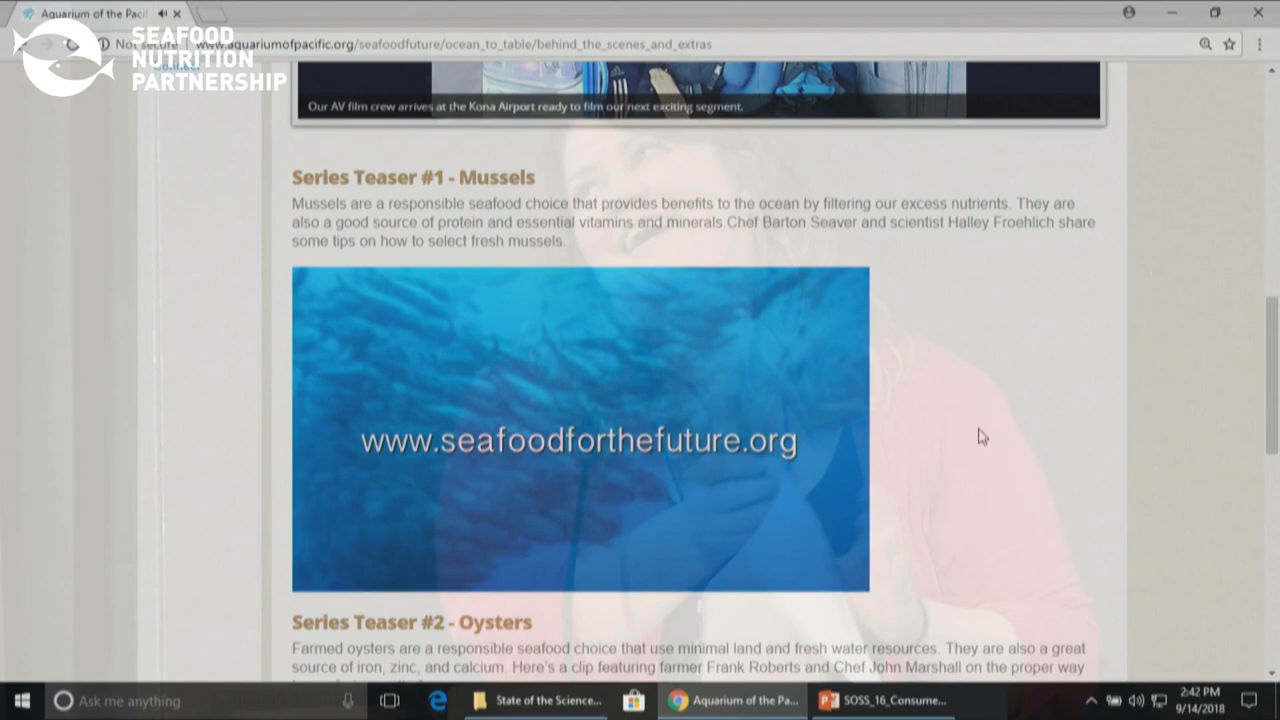 Aquarium of the Paci
SEAFOOD
NUTRITION
PARTNERSHIP
Not secure | www.aquariumofpacific.org/seafoodfuture/ocean_to_table/behind_the_scenes_and_extras
Our AV film crew arrives at the Kona Airport ready to film our next exciting segment.
Series Teaser #1 - Mussels
Mussels are a responsible seafood choice that provides benefits to the ocean by filtering our excess nutrients. They are
also a good source of protein and essential vitamins and minerals.Chef Barton Seaver and scientist Halley Froehlich share
some tips on how to select fresh mussels.
www.seafoodforthefuture.org
Series Teaser #2 - Oysters
Farmed oysters are a responsible seafood choice that use minimal land and fresh water resources. They are also a great
source of iron, zinc, and calcium. Here's a clip featuring farmer Frank Roberts and Chef John Marshall on the proper way
Ask me anything
State of the Science...
Aquarium of the Pa...
SOSS_16_Consume...
2:42 PM
9/14/2018